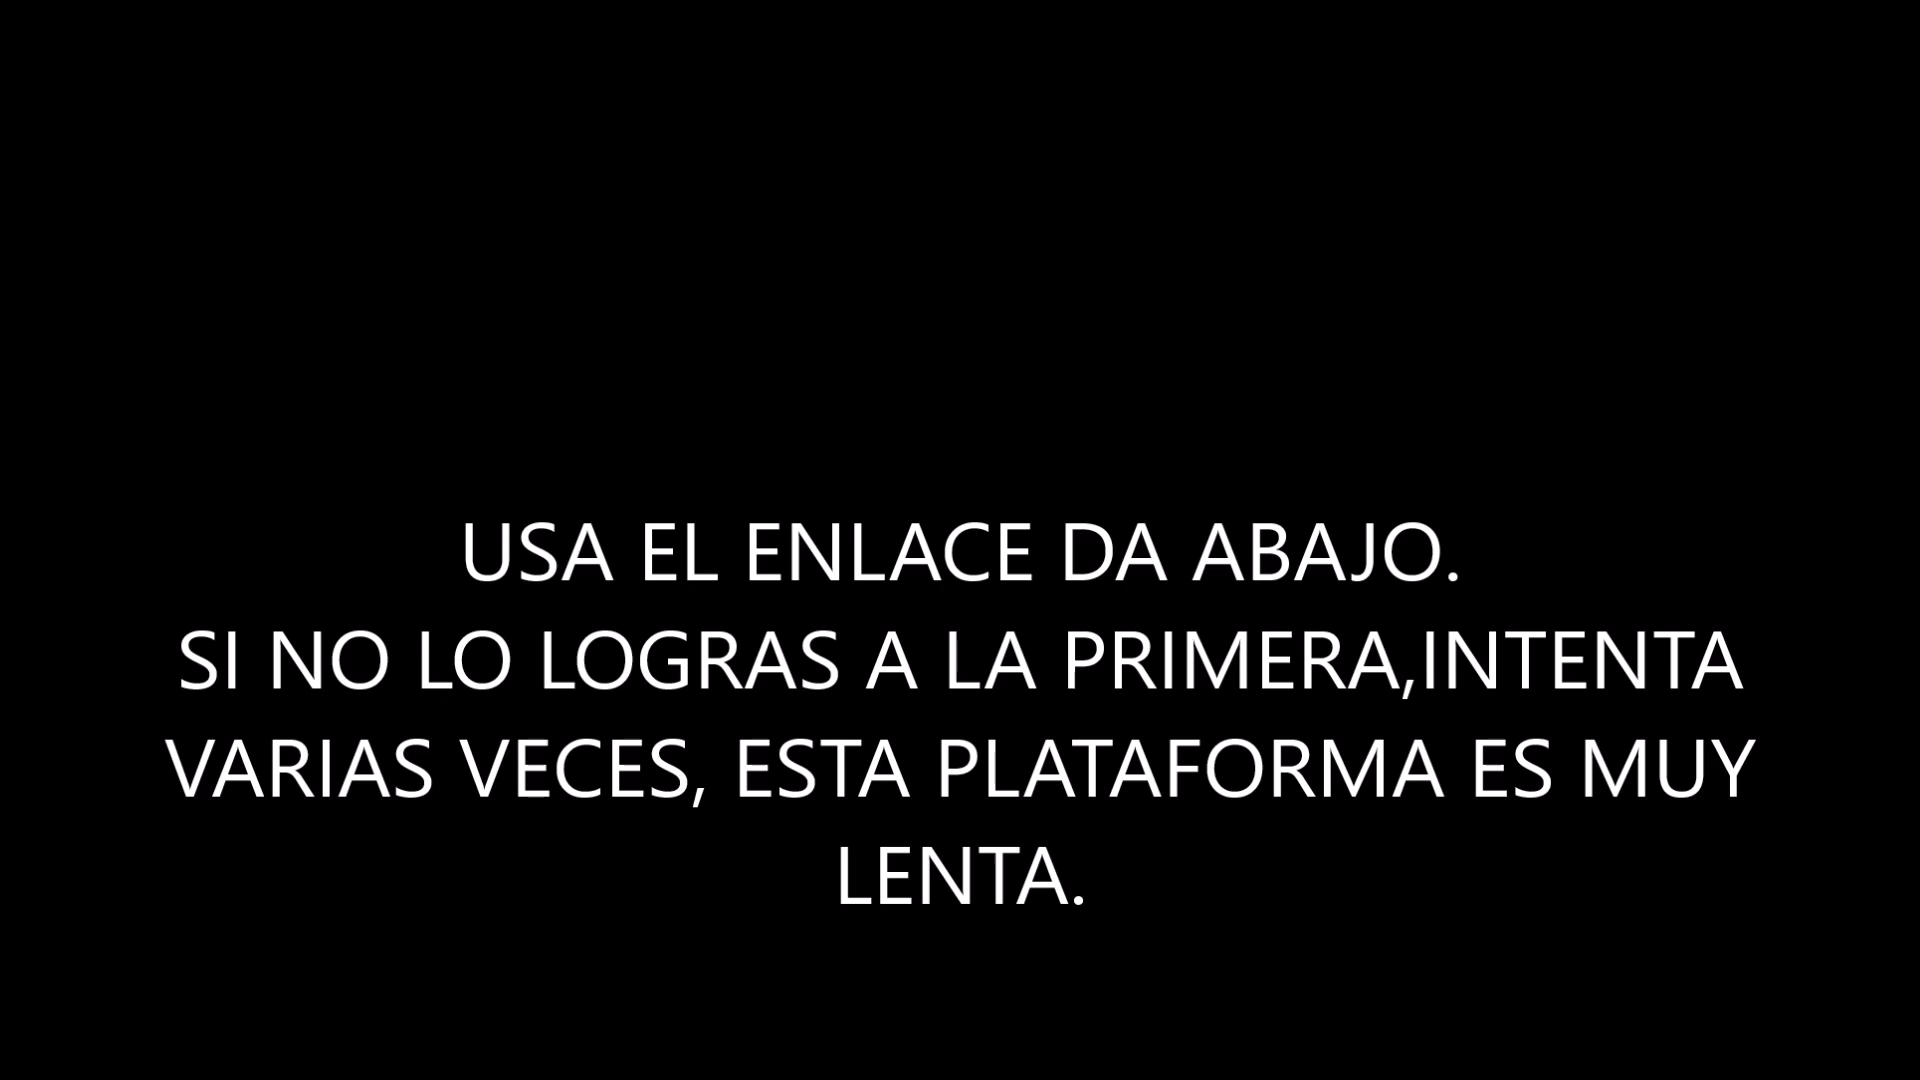 USA EL ENLACE DA ABAJO.
SI NO LO LOGRAS A LA PRIMERA,INTENTA
VARIAS VECES, ESTA PLATAFORMA ES MUY
LENTA.